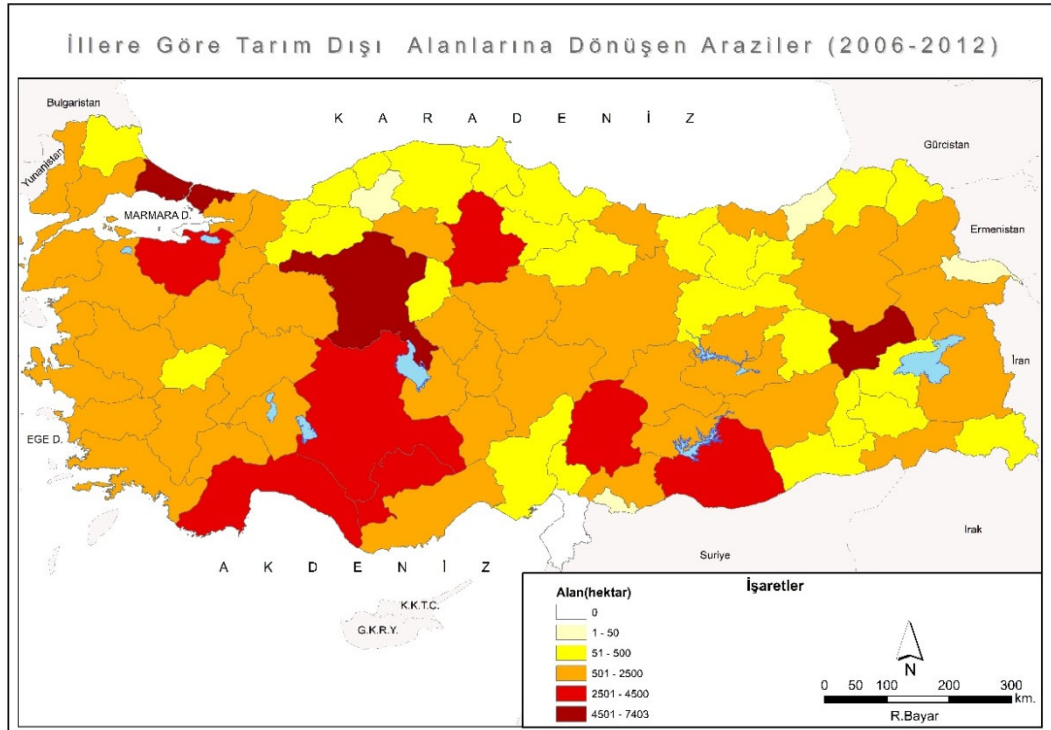 İllere Göre Tarım Dışı Alanlarına Dönüşen Araziler (2006-2012)
Bulgaristan
KARADENİZ
Gürcistan
Yunanistan
MARMARA D.
Ermenistan
İran
EGE D.
Irak
Suriye
AKDENİZ
K.K.T.C.
G.K.R.Y.
İşaretler
Alan(hektar)
0
1 - 50
51 - 500
501 - 2500
2501 - 4500
4501 - 7403
N
0 50 100 200 300
km.
R.Bayar